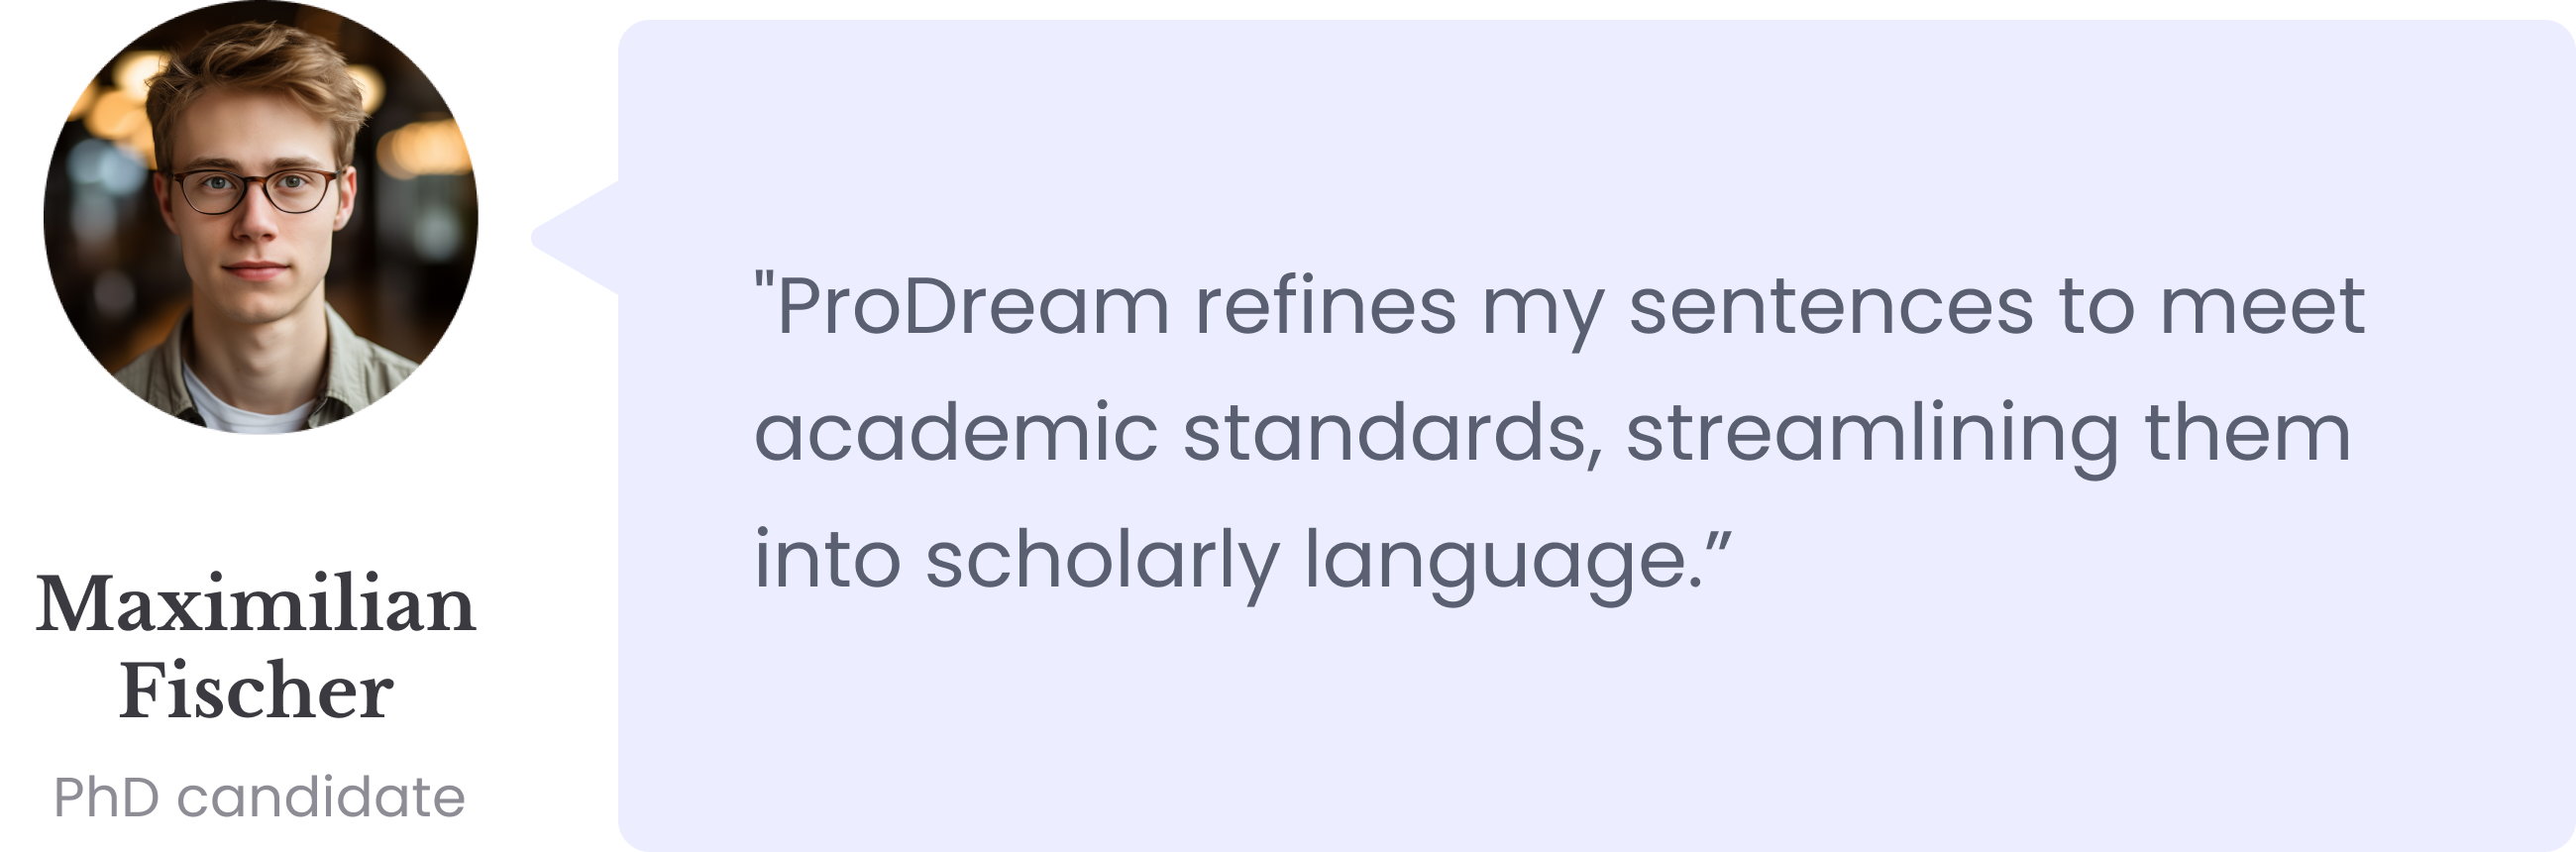 Maximilian
Fischer
PhD candidate
"ProDream refines my sentences to meet
academic standards, streamlining them
into scholarly language.”